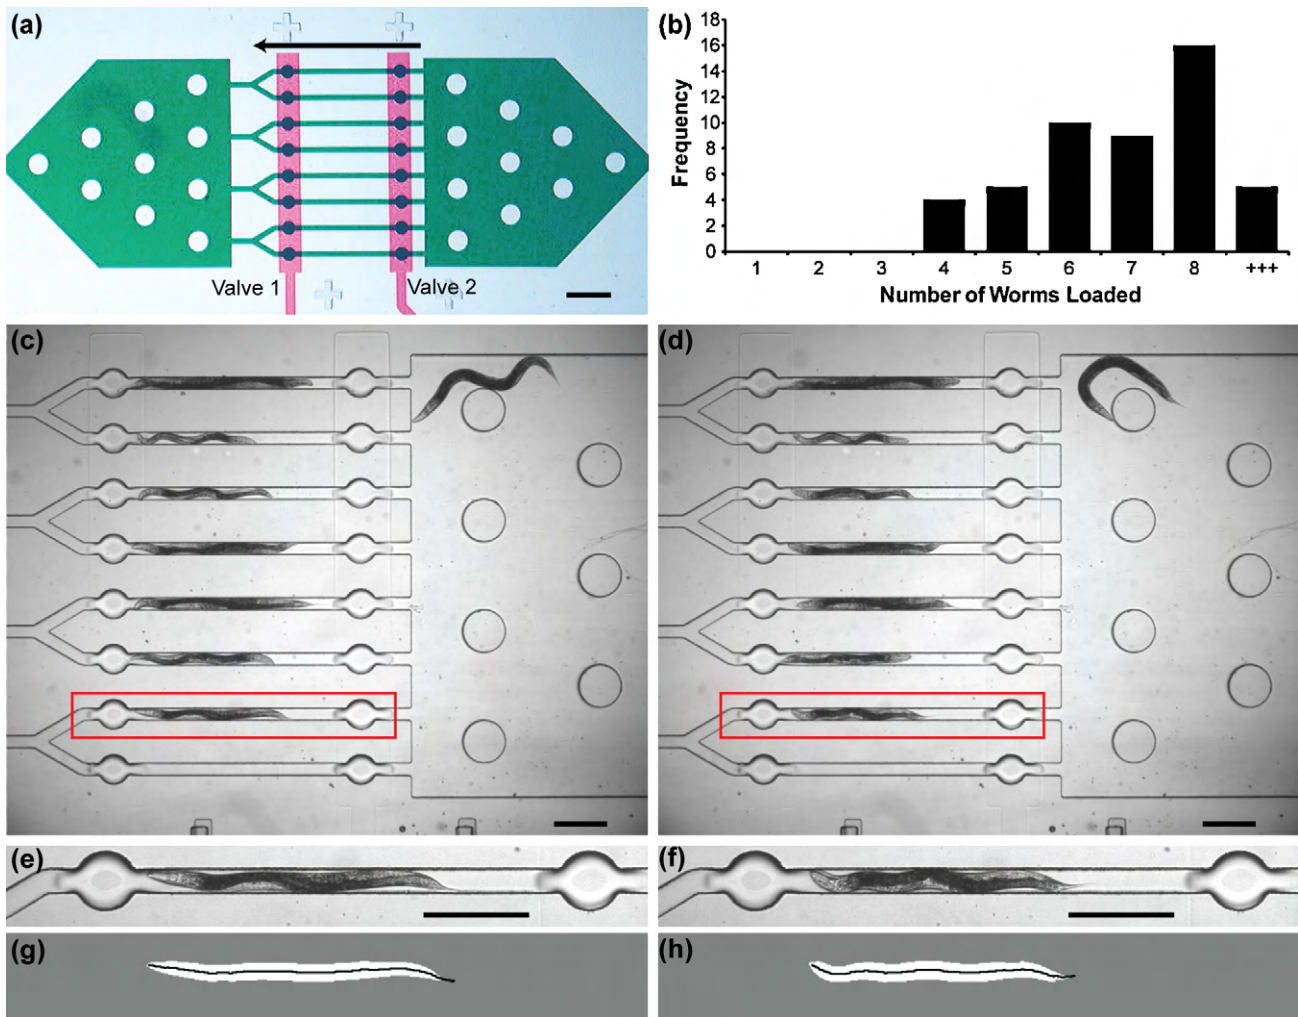 (a)
Valve 1
Valve 2
(b)
Frequency
18
16
14
12
10
8
6
4
2
0
1 2 3 4 5 6 7 8 +++
Number of Worms Loaded
(c)
(d)
(e)
(f)
(g)
(h)